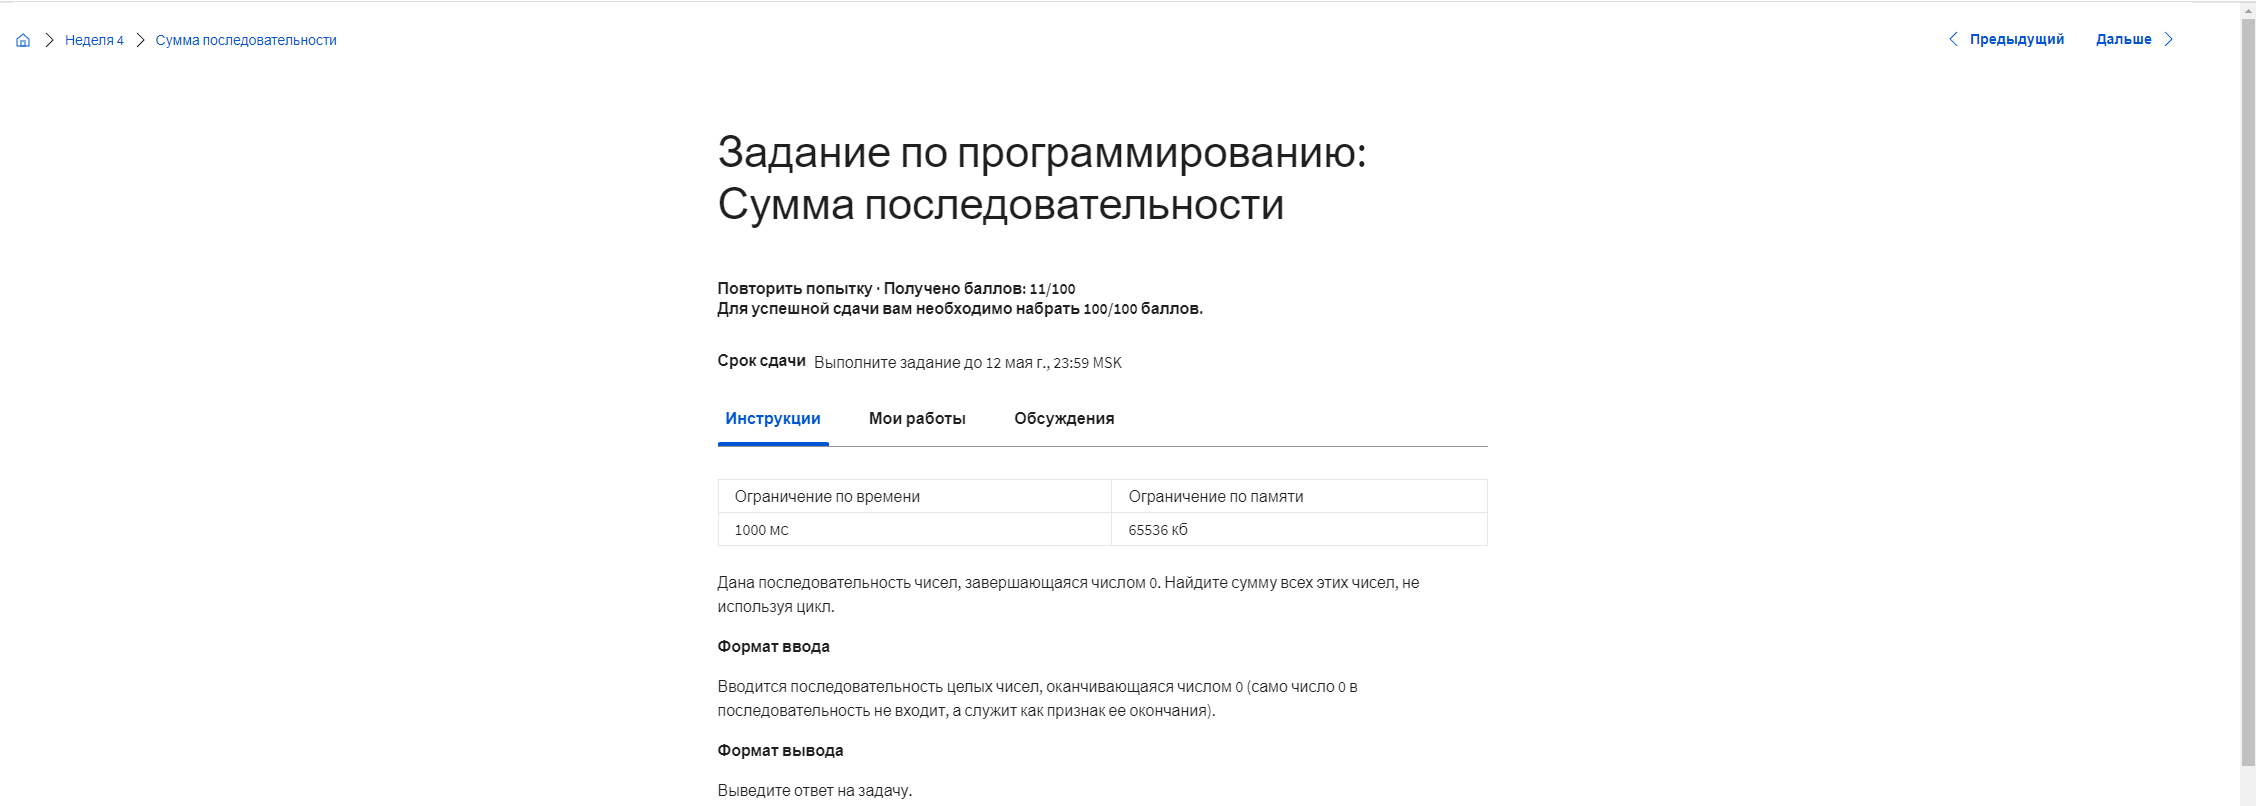 Неделя 4 Сумма последовательности Предыдущий Дальше
Задание по программированию:
Сумма последовательности
Повторить попытку · Получено баллов: 11/100
Для успешной сдачи вам необходимо набрать 100/100 баллов.
Срок сдачи Выполните задание до 12 мая г., 23:59 MSK
Инструкции Мои работы Обсуждения
Ограничение по времени Ограничение по памяти
1000 мс 65536 кб
Дана последовательность чисел, завершающаяся числом 0. Найдите сумму всех этих чисел, не
используя цикл.
Формат ввода
Вводится последовательность целых чисел, оканчивающаяся числом 0 (само число 0 в
последовательность не входит, а служит как признак ее окончания).
Формат вывода
Выведите ответ на задачу.